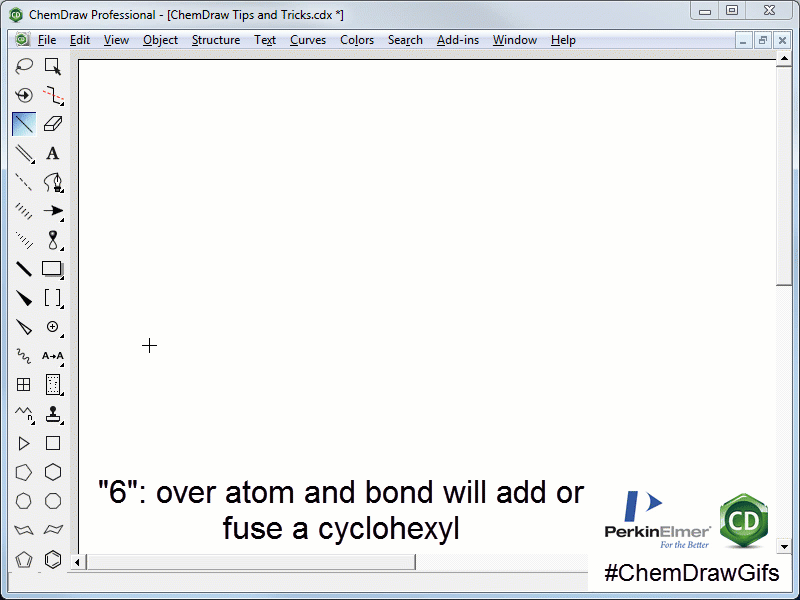 ChemDraw Professional - [ChemDraw Tips and Tricks.cdx *]
File Edit View Object Structure Text Curves Colors Search Add-ins Window Help
A
A→A
n
"6": over atom and bond will add or
fuse a cyclohexyl
PerkinElmer®
For the Better
CD
#ChemDrawGifs